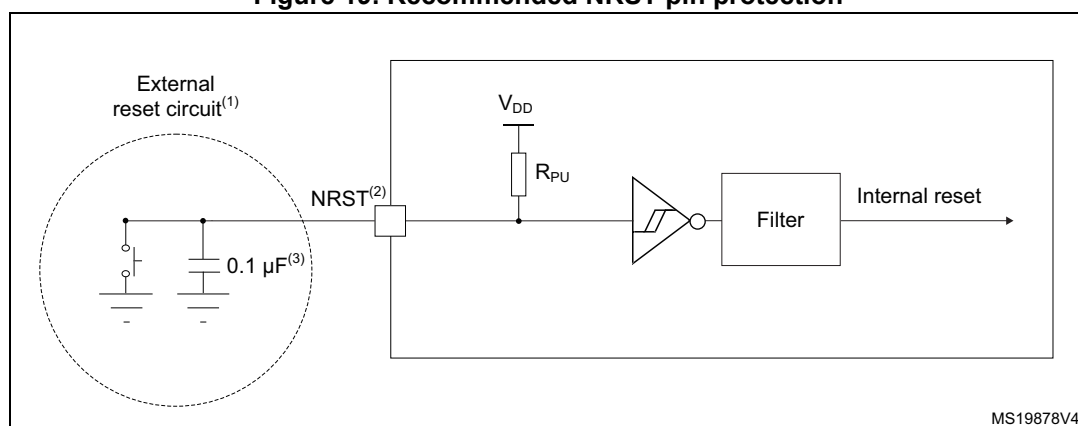 Figure Recommended NRST pin protection
External
reset circuit(1)
VDD
RPU
NRST(2)
Filter
Internal reset
0.1 µF(3)
MS19878V4